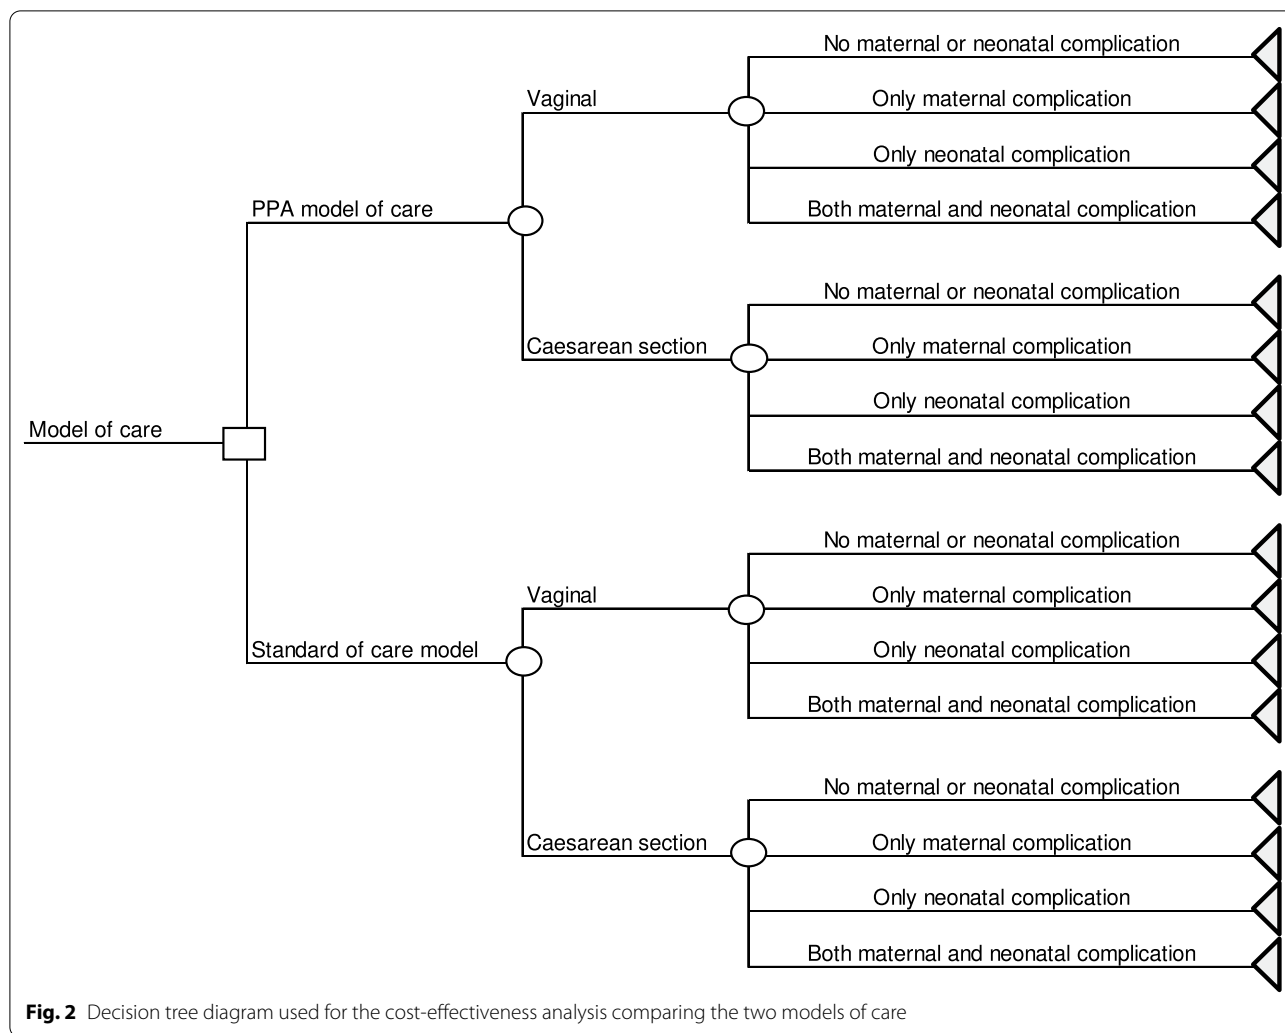 No maternal or neonatal complication
Vaginal
Only maternal complication
Only neonatal complication
PPA model of care
Both maternal and neonatal complication
No maternal or neonatal complication
Caesarean section
Only maternal complication
Only neonatal complication
Model of care
Both maternal and neonatal complication
No maternal or neonatal complication
Vaginal
Only maternal complication
Only neonatal complication
Standard of care model
Both maternal and neonatal complication
No maternal or neonatal complication
Caesarean section
Only maternal complication
Only neonatal complication
Both maternal and neonatal complication
Fig. 2 Decision tree diagram used for the cost-effectiveness analysis comparing the two models of care